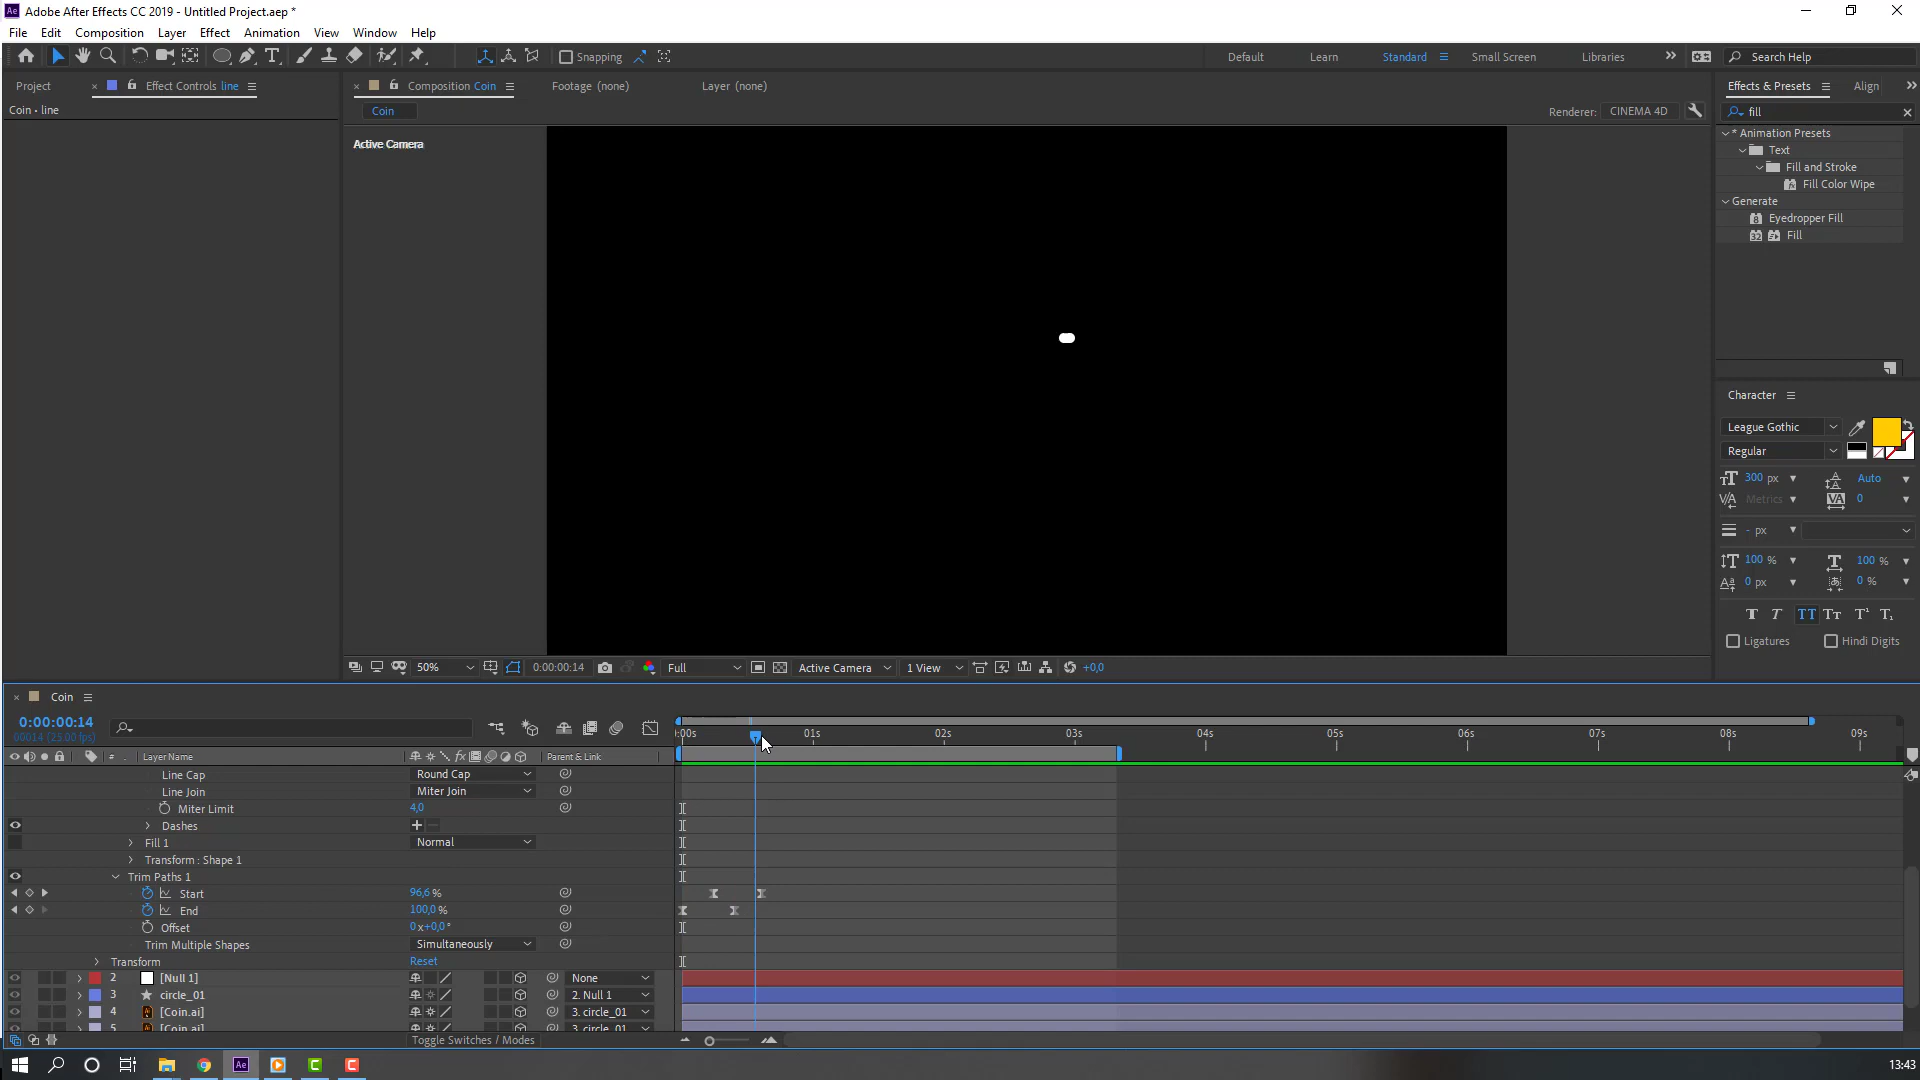 Ae Adobe After Effects CC 2019 - Untitled Project.aep *
File Edit Composition Layer Effect Animation View Window Help
Snapping Default Learn Standard Small Screen Libraries Search Help
Project Effect Controls line Composition Coin Footage (none) Layer (none) Effects & Presets Align
Coin • line
Coin
Renderer: CINEMA 4D
fill
* Animation Presets
Text
Fill and Stroke
Fill Color Wipe
Generate
Eyedropper Fill
Fill
Active Camera
Character
League Gothic
Regular
300 px Auto
Metrics 0
- px
100 % 100 %
0 px 0 %
Ligatures Hindi Digits
50% 0:00:00:14 Full Active Camera 1 View +0,0
Coin
0:00:00:14
00014 (25.00 fps)
:00s 01s 02s 03s 04s 05s 06s 07s 08s 09s
# Layer Name Parent & Link
Line Cap Round Cap
Line Join Miter Join
Miter Limit 4,0
Dashes + -
Fill 1 Normal
Transform : Shape 1
Trim Paths 1
Start 96,6 %
End 100,0 %
Offset 0 x+0,0 °
Trim Multiple Shapes Simultaneously
Transform Reset
2 [Null 1] None
3 circle_01 2. Null 1
4 [Coin.ai] 3. circle_01
5 [Coin.ai] 3. circle_01
Toggle Switches / Modes
13:43